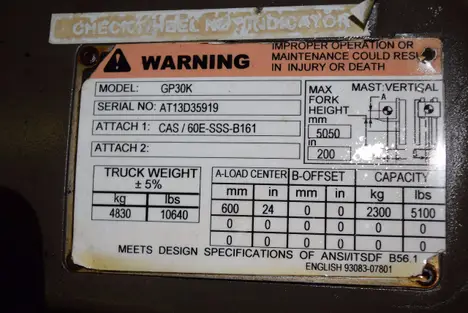 CHECK WHEEL NUT INDICATOR
WARNING
IMPROPER OPERATION OR
MAINTENANCE COULD RESULT
IN INJURY OR DEATH
MODEL: GP30K
SERIAL NO: AT13D35919
ATTACH 1: CAS / 60E-SSS-B161
ATTACH 2:
MAX FORK HEIGHT
mm
5050
in
200
MAST:VERTICAL
A
B
TRUCK WEIGHT
± 5%
kg lbs
4830 10640
A-LOAD CENTER B-OFFSET CAPACITY
mm in mm in kg lbs
600 24 0 0 2300 5100
0 0 0 0 0 0
0 0 0 0 0 0
MEETS DESIGN SPECIFICATIONS OF ANSI/ITSDF B56.1
ENGLISH 93083-07801